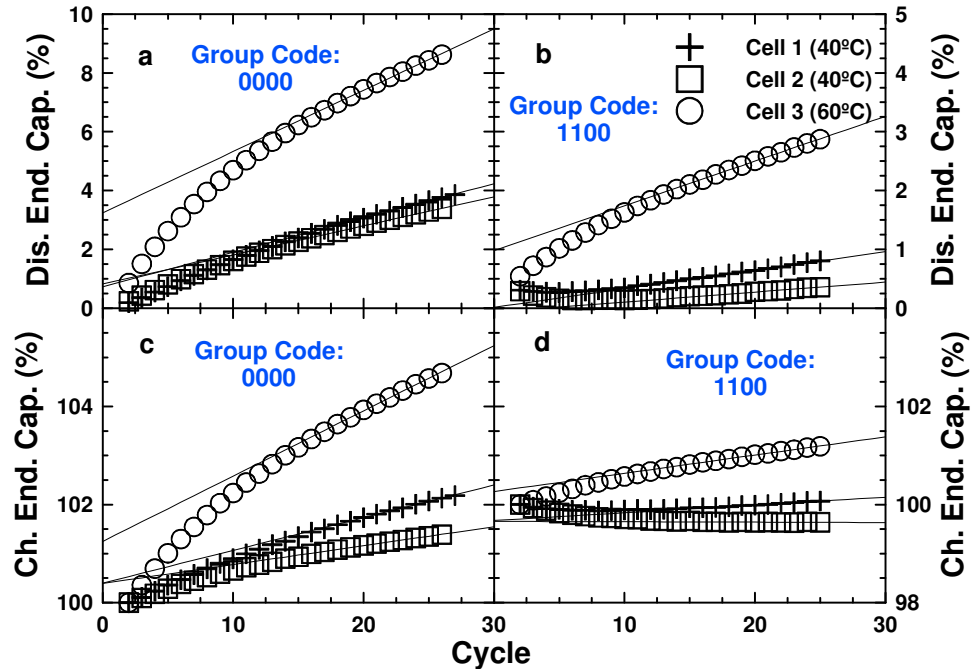 Dis. End. Cap. (%)
10
8
6
4
2
0
a
Group Code:
0000
b
Group Code:
1100
Cell 1 (40ºC)
Cell 2 (40ºC)
Cell 3 (60ºC)
5
4
3
2
1
0
Dis. End. Cap. (%)
Ch. End. Cap. (%)
104
102
100
c
Group Code:
0000
d
Group Code:
1100
102
100
98
Ch. End. Cap. (%)
0 10 20 30 10 20 30
Cycle